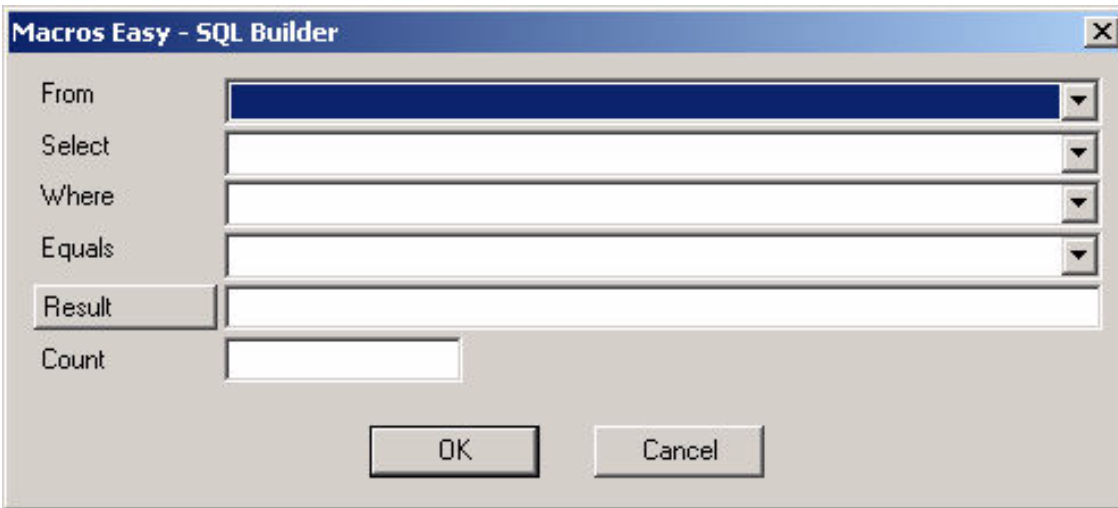 Macros Easy - SQL Builder
From
Select
Where
Equals
Result
Count
OK Cancel